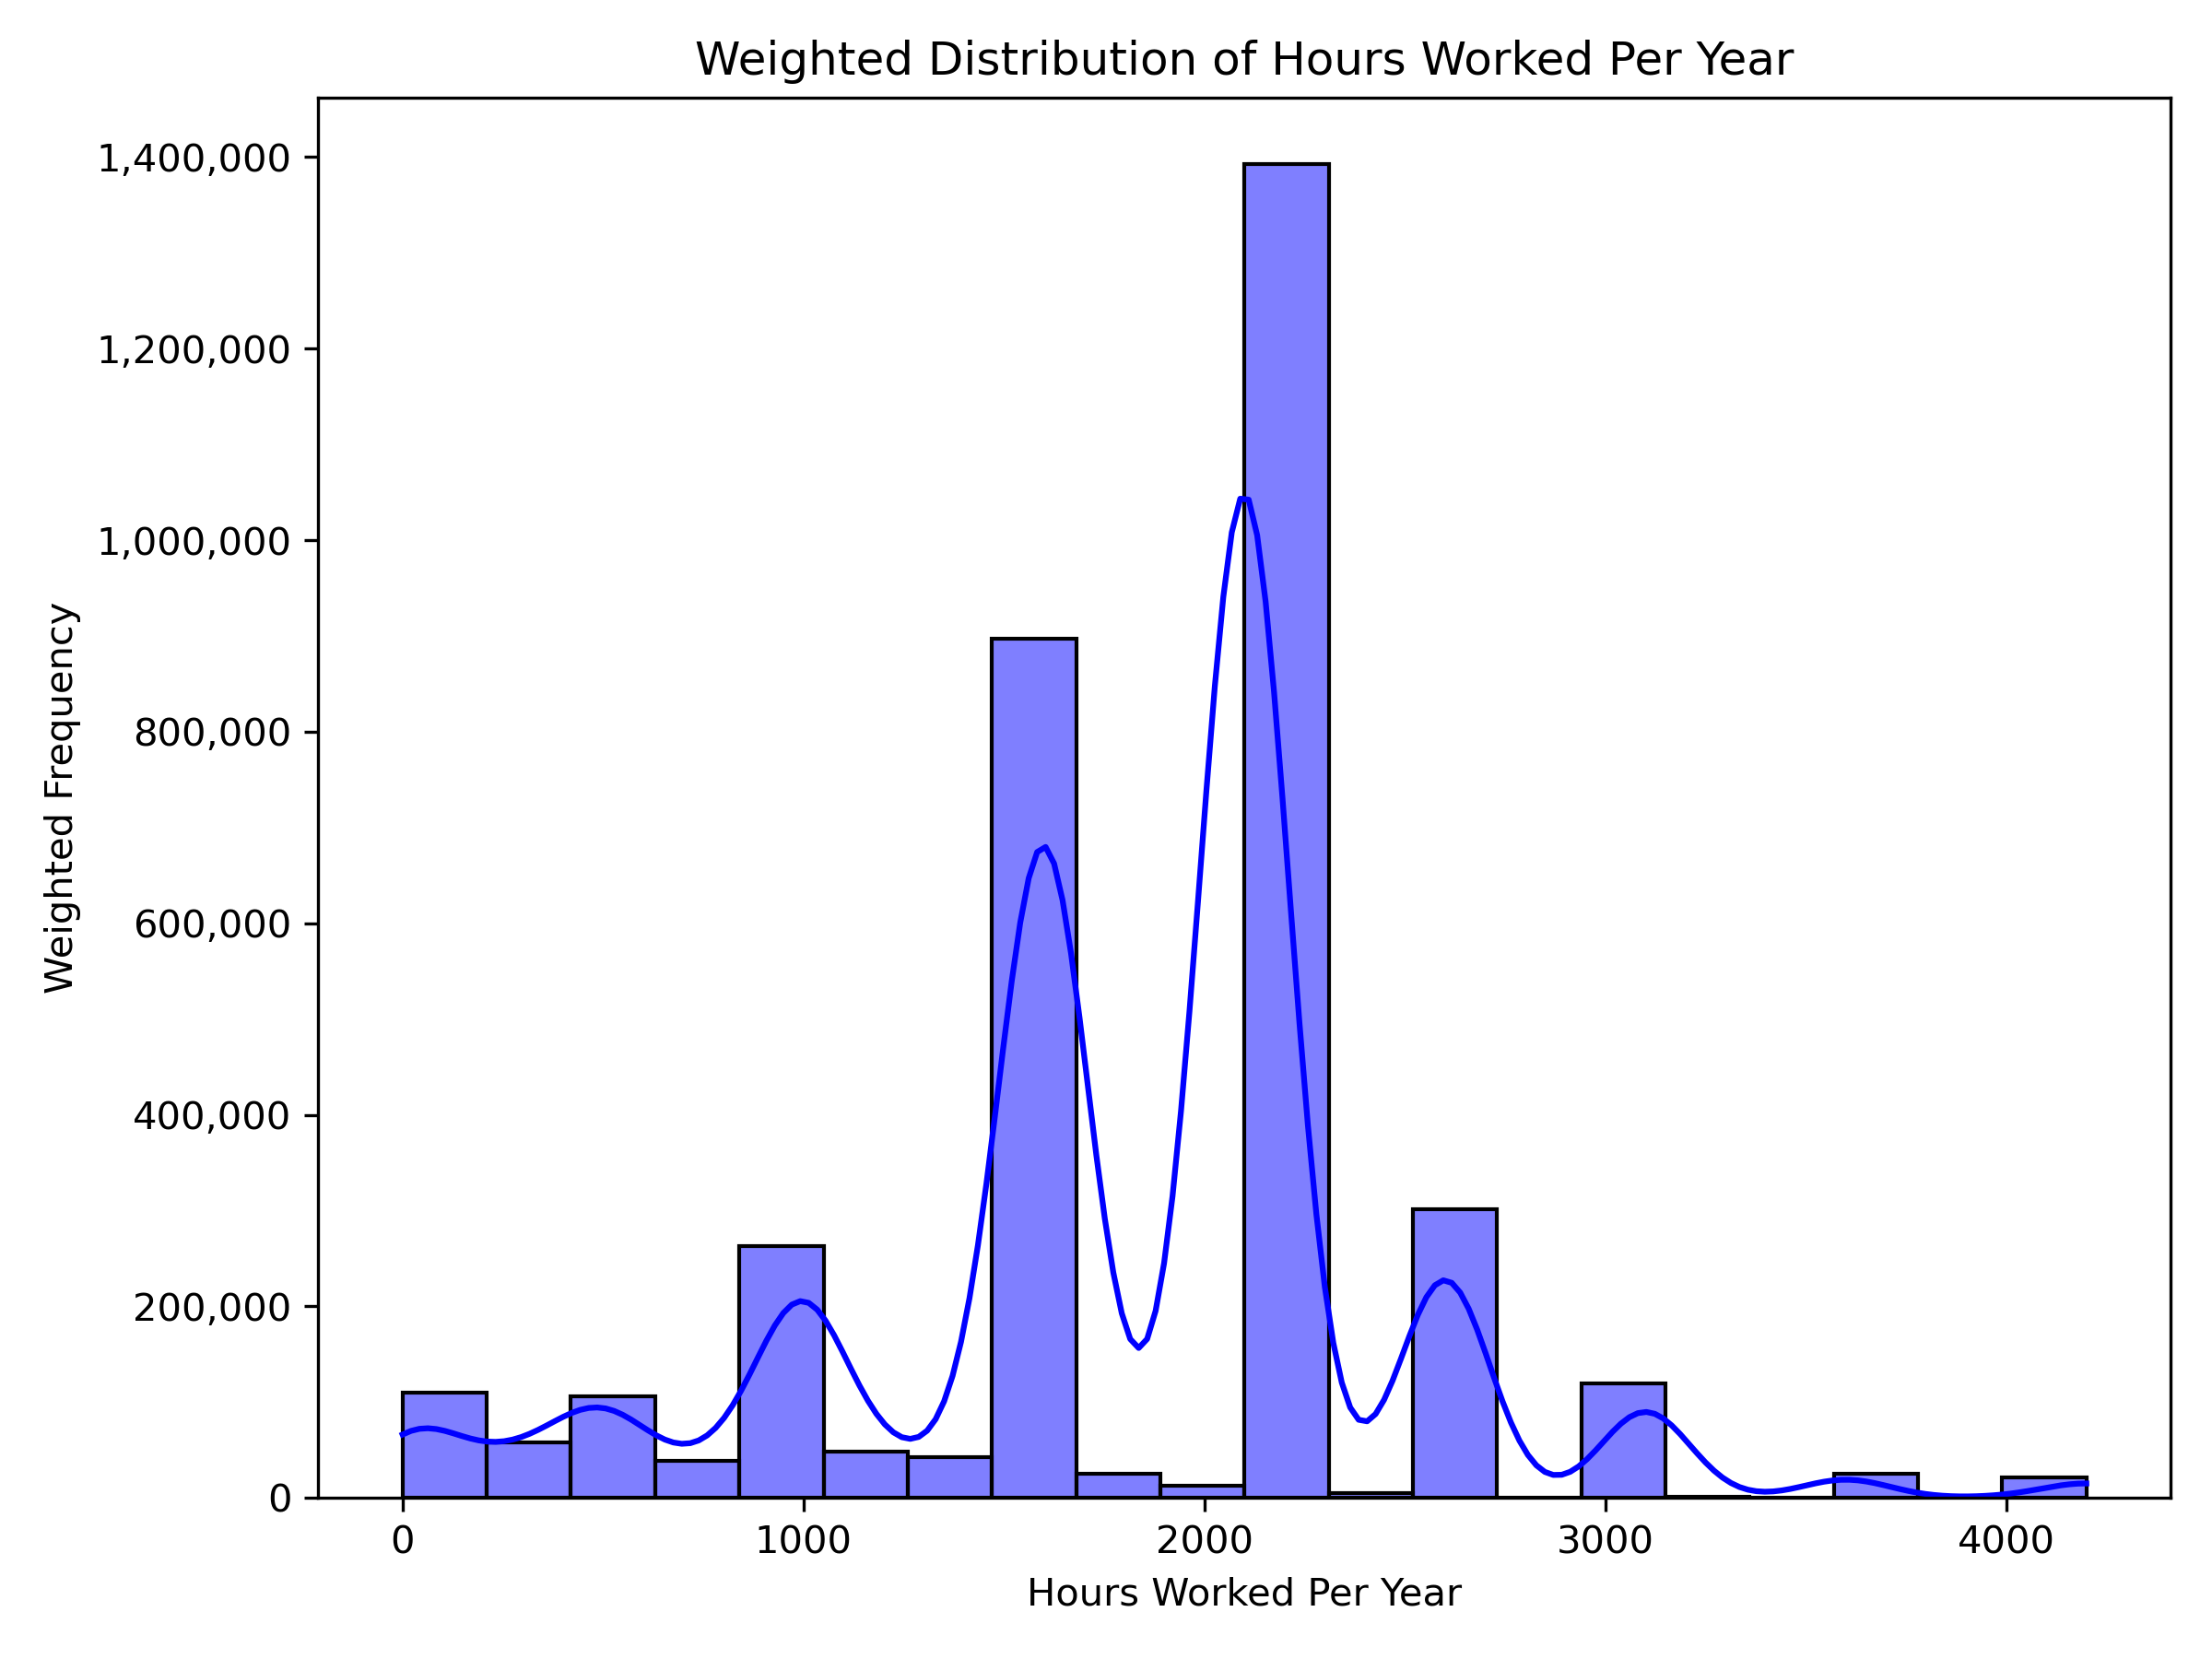 Weighted Distribution of Hours Worked Per Year
1,400,000
1,200,000
1,000,000
800,000
600,000
400,000
200,000
0
Weighted Frequency
0 1000 2000 3000 4000
Hours Worked Per Year